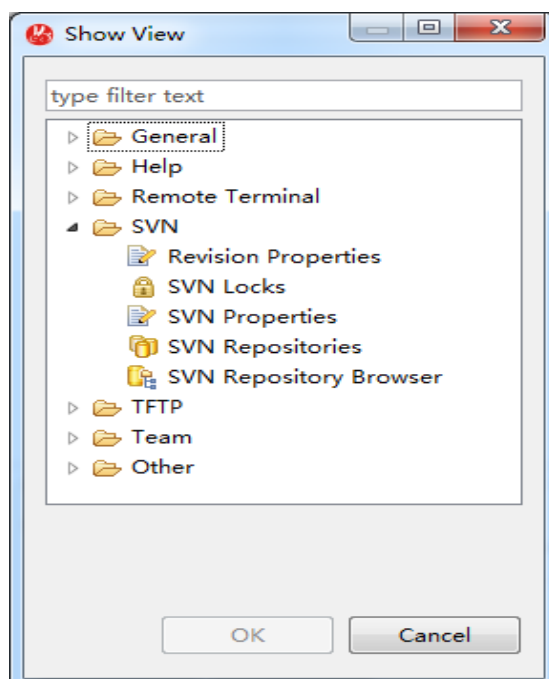 Show View
type filter text
General
Help
Remote Terminal
SVN
Revision Properties
SVN Locks
SVN Properties
SVN Repositories
SVN Repository Browser
TFTP
Team
Other
OK
Cancel